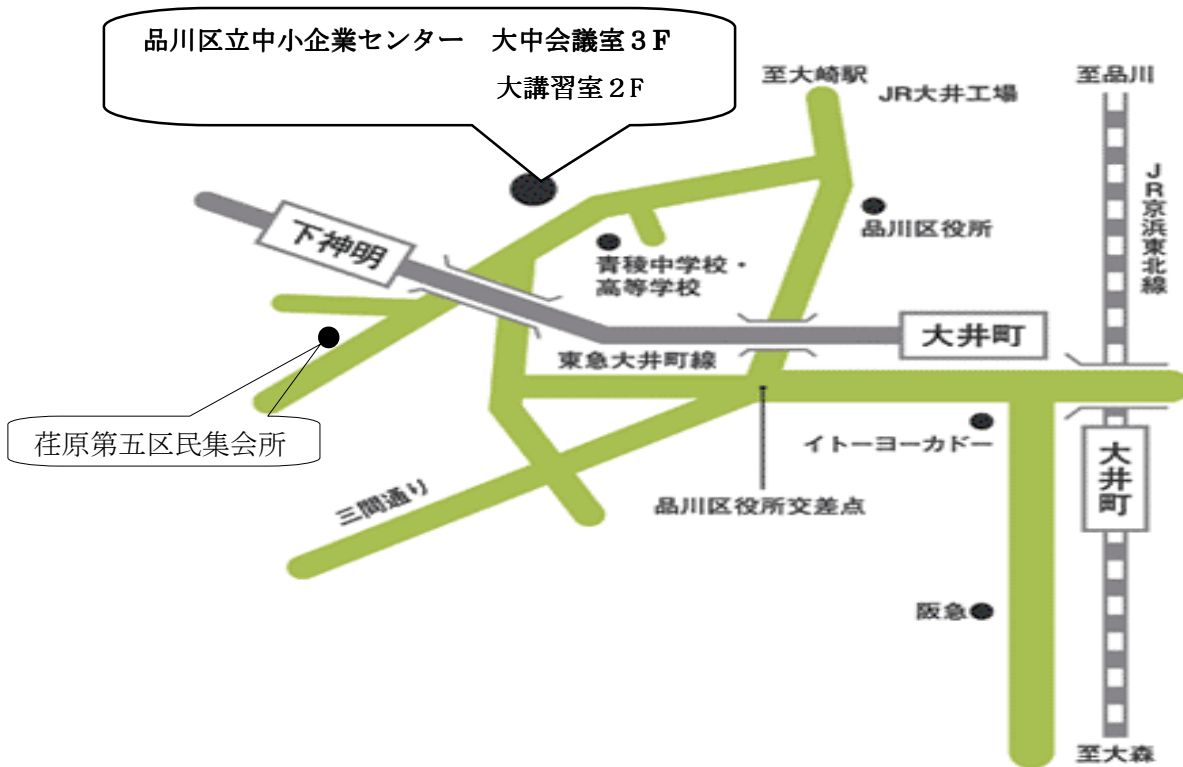 品川区立中小企業センター　大中会議室３F
大講習室２F
至大崎駅
JR大井工場
至品川
JR京浜東北線
品川区役所
下神明
青稜中学校・
高等学校
大井町
東急大井町線
荏原第五区民集会所
イトーヨーカドー
大井町
三間通り
品川区役所交差点
阪急
至大森